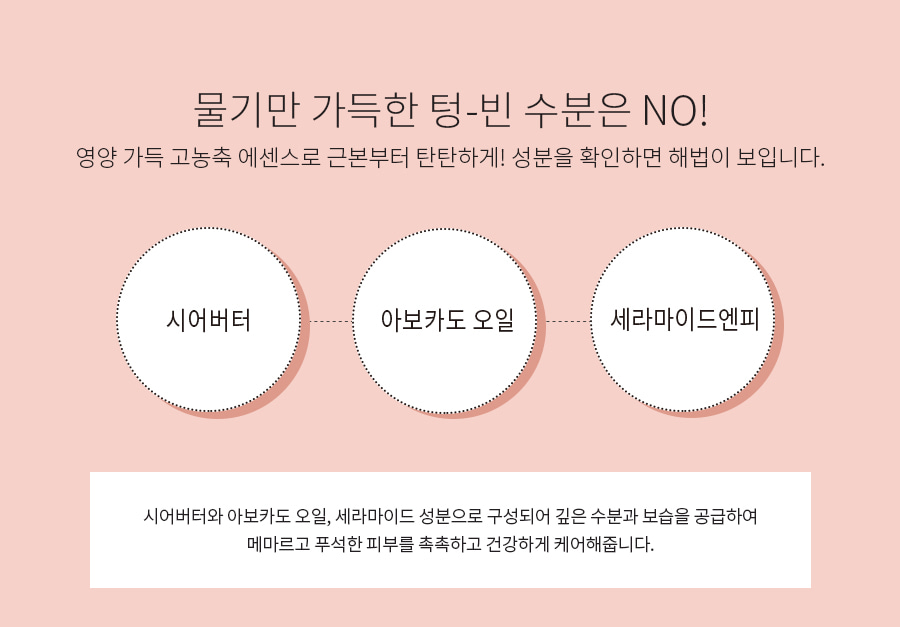 물기만 가득한 텅-빈 수분은 NO!
영양 가득 고농축 에센스로 근본부터 탄탄하게! 성분을 확인하면 해법이 보입니다.
시어버터
아보카도 오일
세라마이드엔피
시어버터와 아보카도 오일, 세라마이드 성분으로 구성되어 깊은 수분과 보습을 공급하여
메마르고 푸석한 피부를 촉촉하고 건강하게 케어해줍니다.